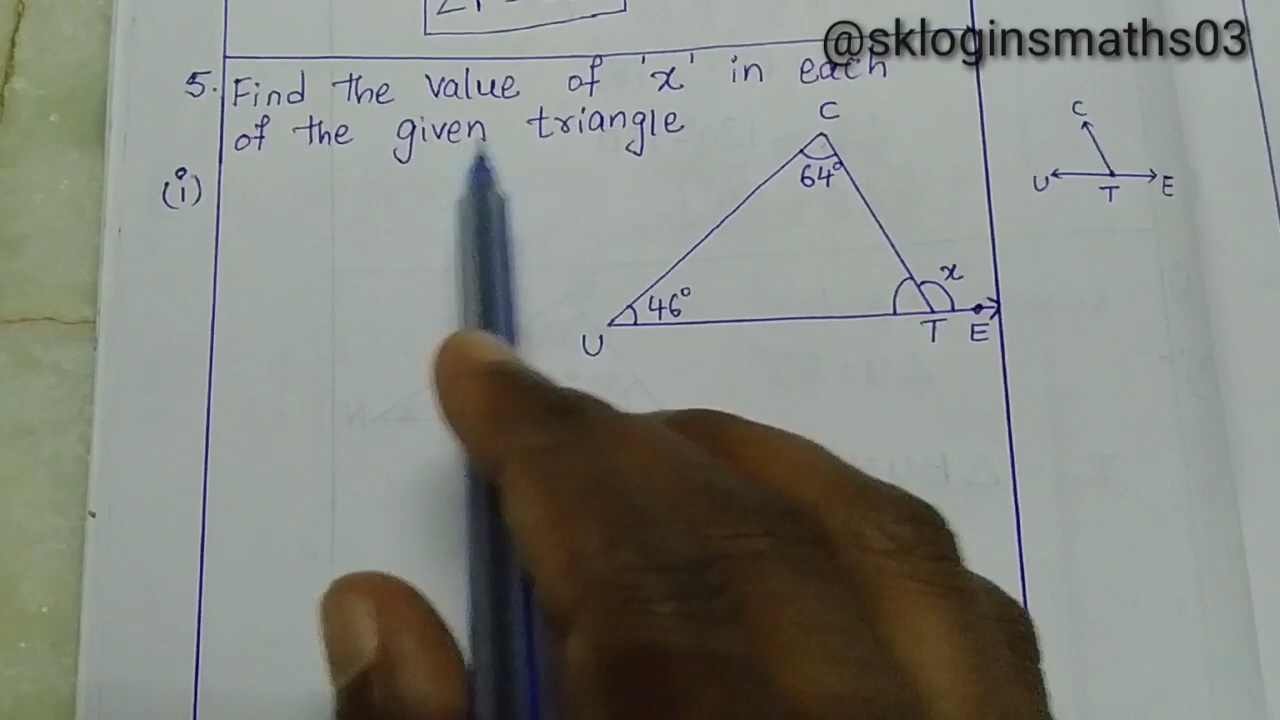 @skloginsmaths03
5. Find the value of 'x' in each
of the given triangle
(i)
C
64°
x
46°
U
T
E
C
U
T
E